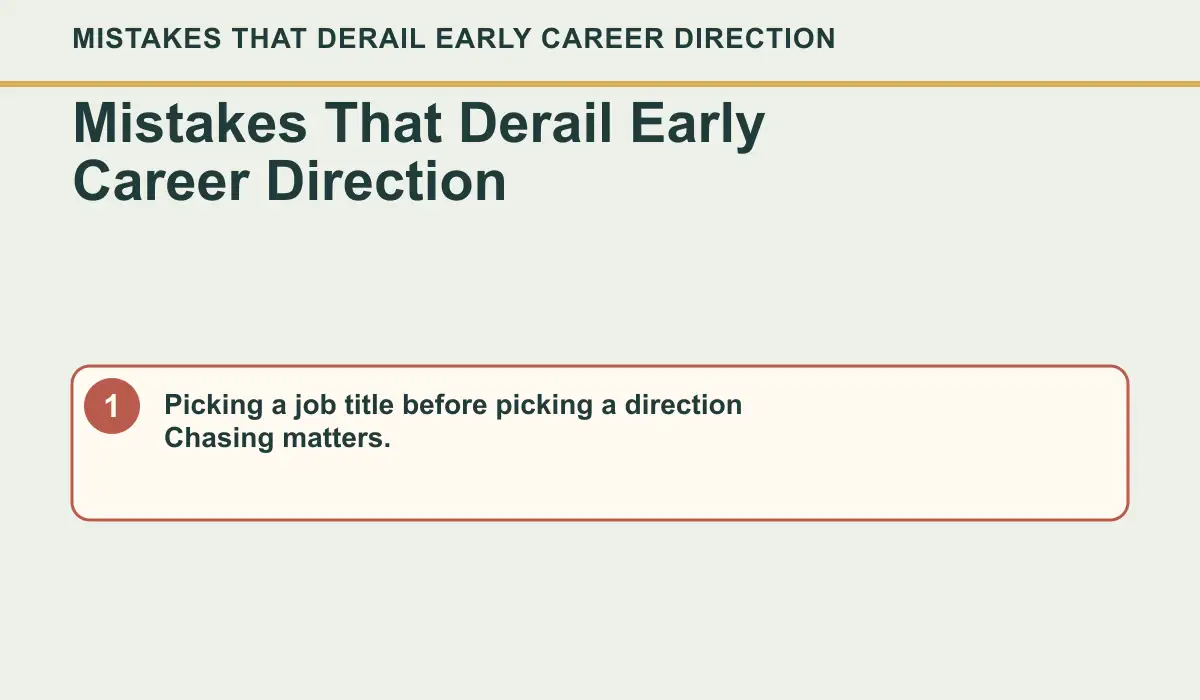 MISTAKES THAT DERAIL EARLY CAREER DIRECTION
Mistakes That Derail Early
Career Direction
1
Picking a job title before picking a direction
Chasing matters.